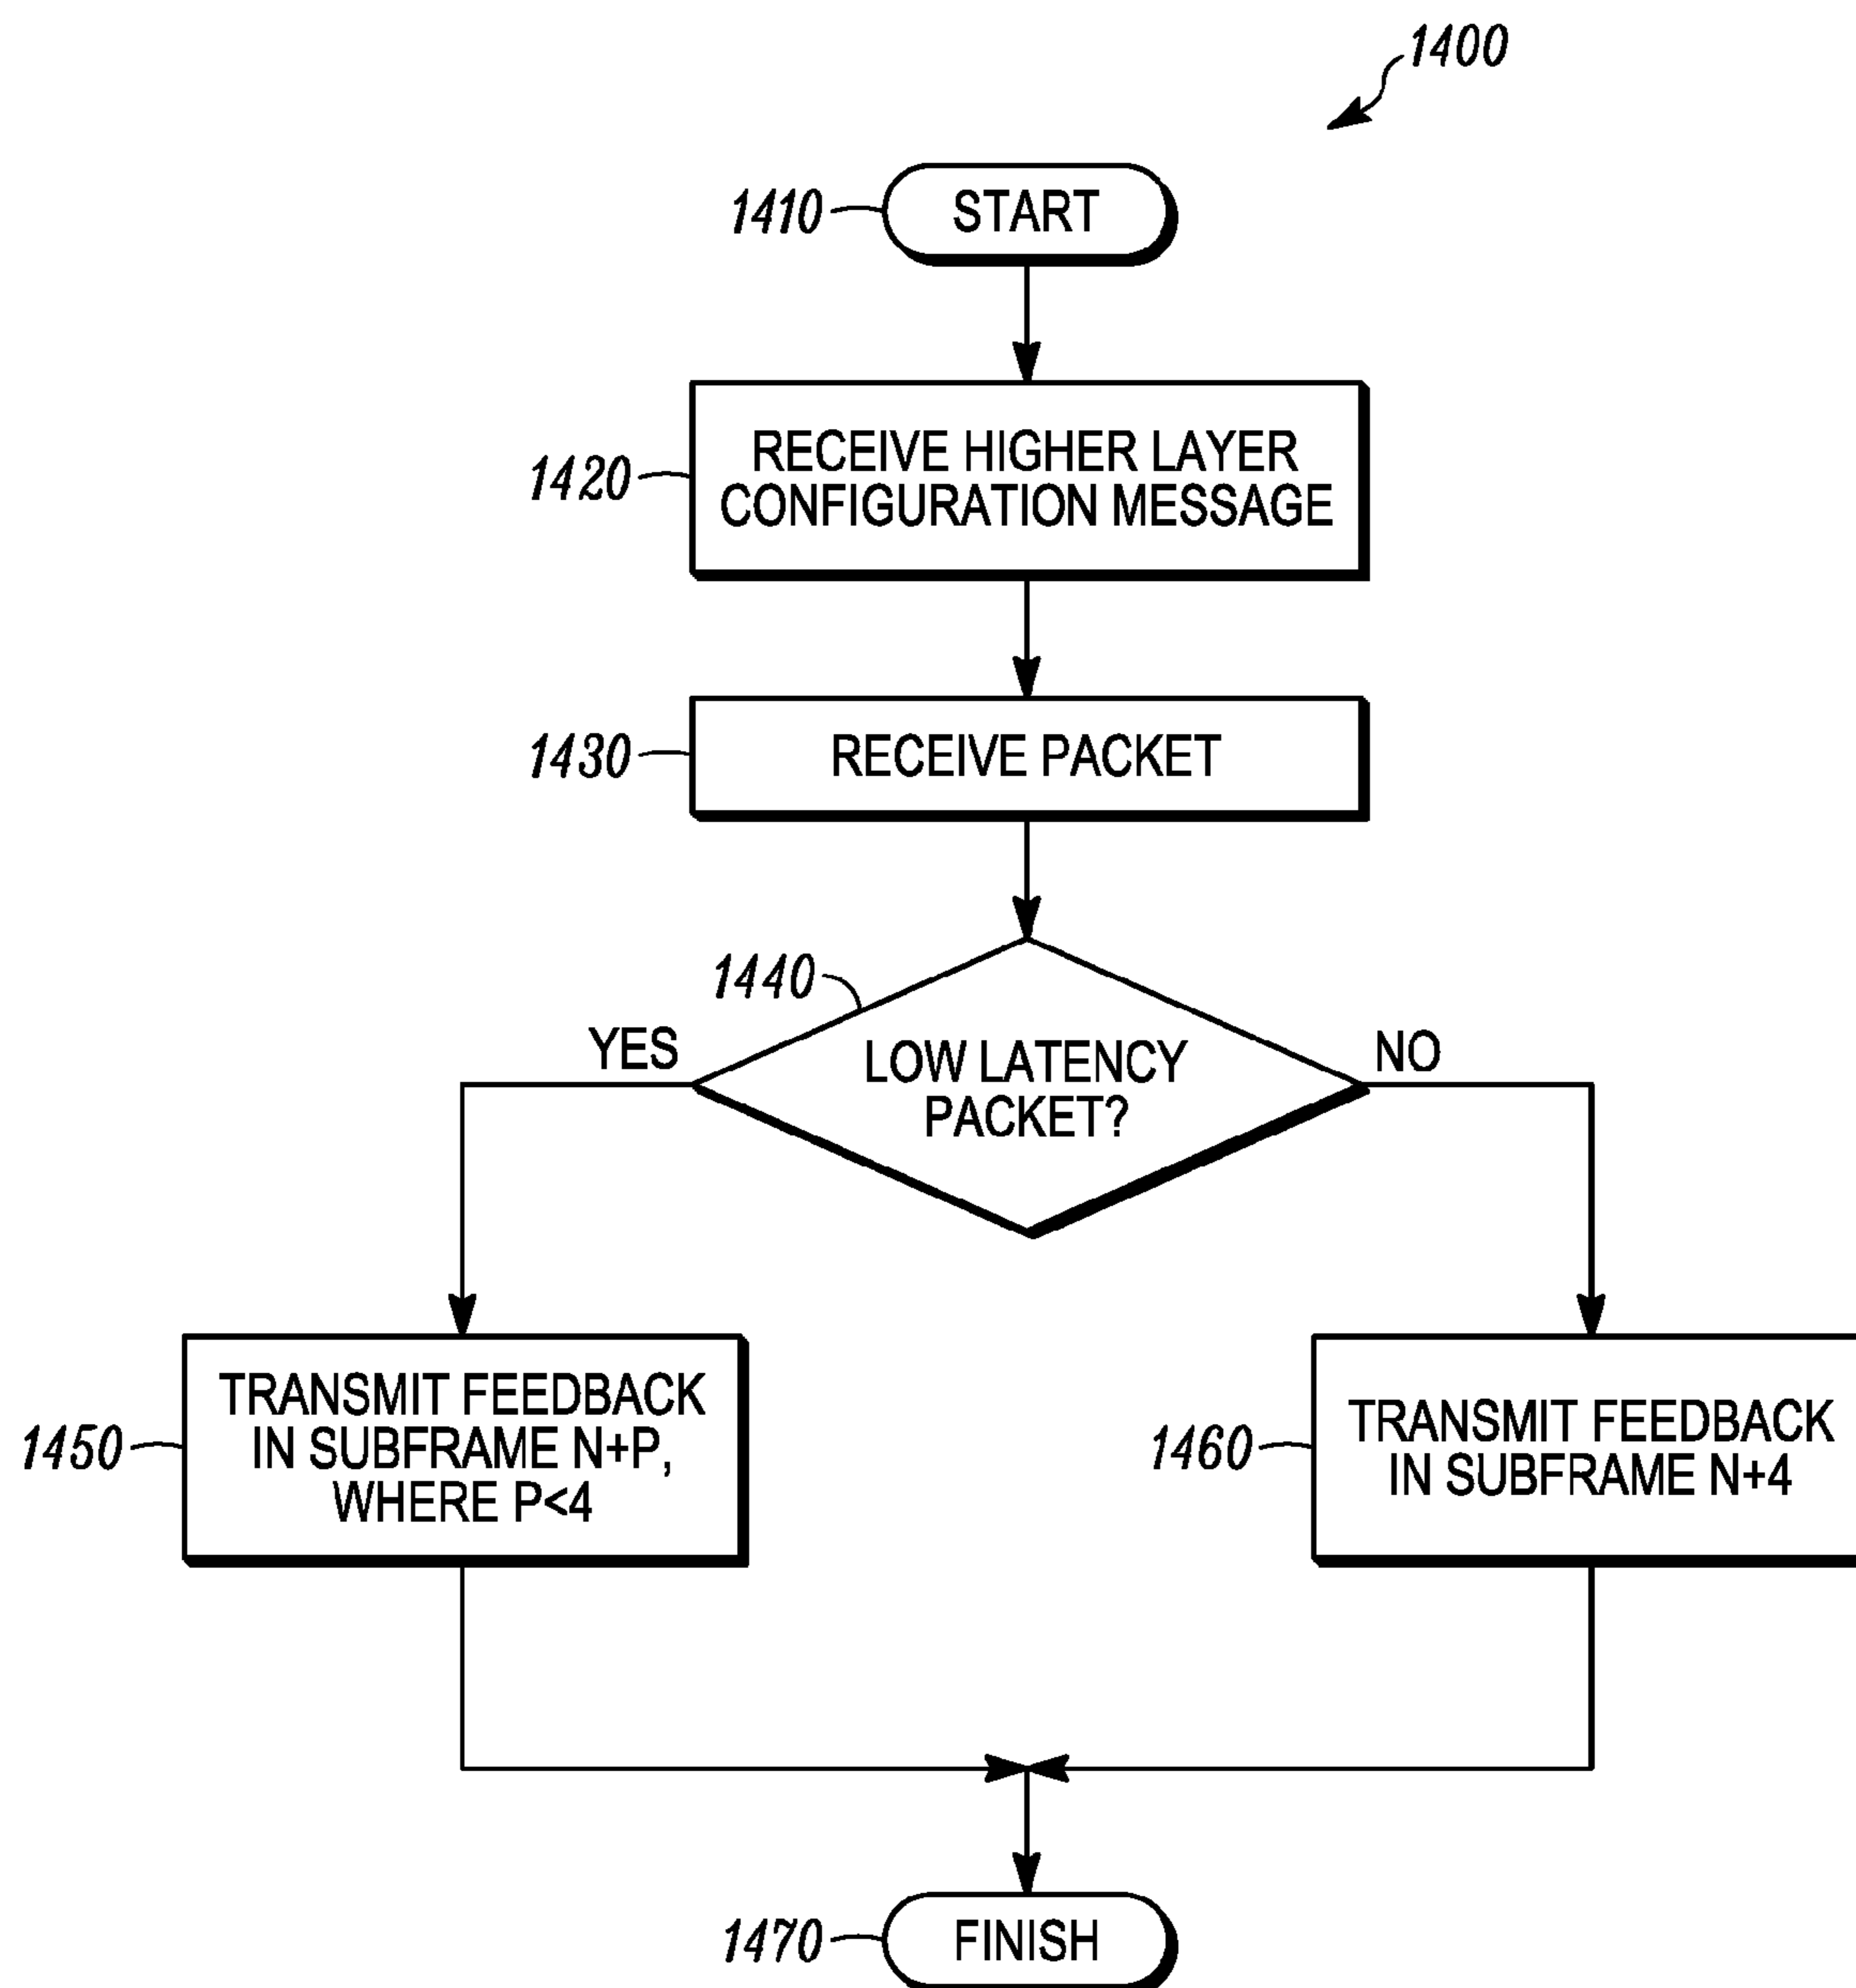 1400
1410
START
1420
RECEIVE HIGHER LAYER
CONFIGURATION MESSAGE
1430
RECEIVE PACKET
1440
YES
LOW LATENCY
PACKET?
NO
1450
TRANSMIT FEEDBACK
IN SUBFRAME N+P,
WHERE P<4
1460
TRANSMIT FEEDBACK
IN SUBFRAME N+4
1470
FINISH